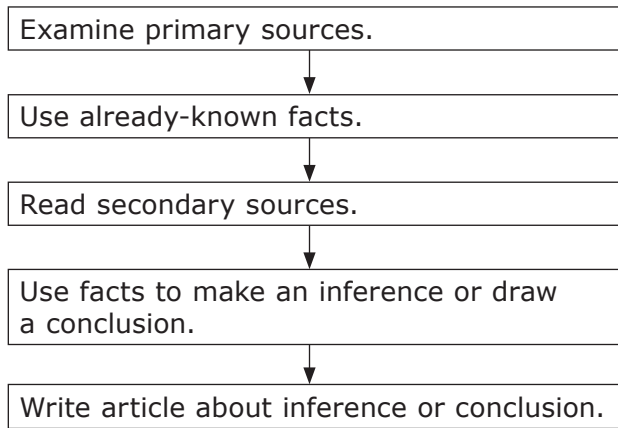 Examine primary sources.
Use already-known facts.
Read secondary sources.
Use facts to make an inference or draw
a conclusion.
Write article about inference or conclusion.